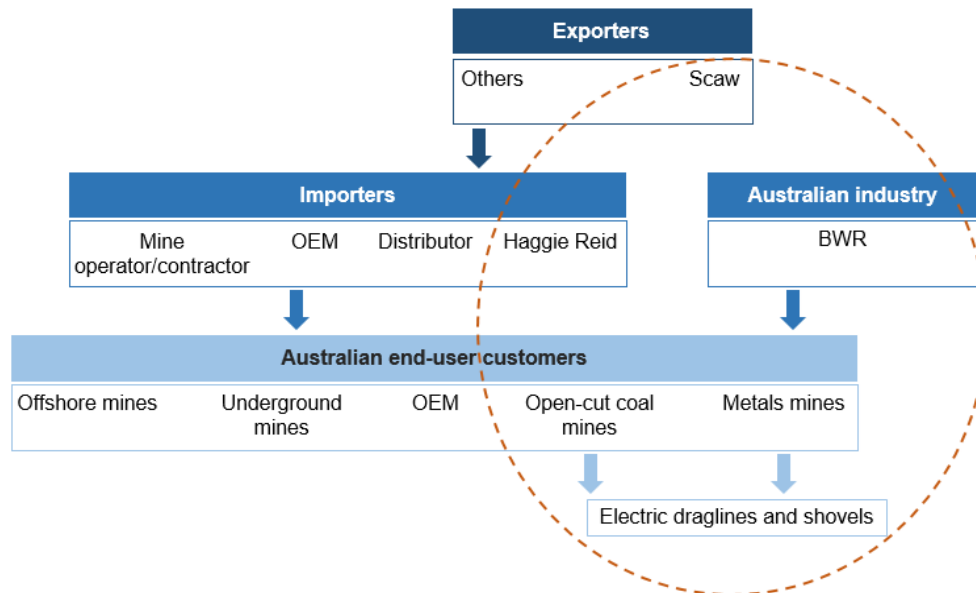 Exporters
Others Scaw
Importers
Australian industry
Mine
operator/contractor
OEM
Distributor
Haggie Reid
BWR
Australian end-user customers
Offshore mines
Underground
mines
OEM
Open-cut coal
mines
Metals mines
Electric draglines and shovels